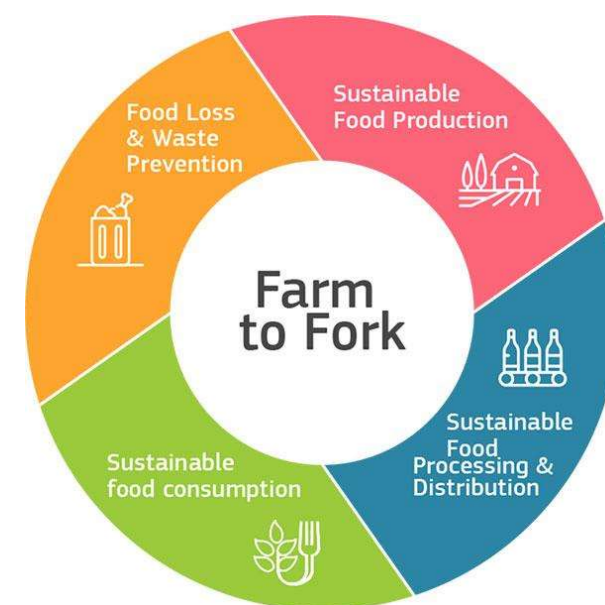 Farm
to Fork
Sustainable
Food Production
Sustainable
Food
Processing &
Distribution
Sustainable
food consumption
Food Loss
& Waste
Prevention